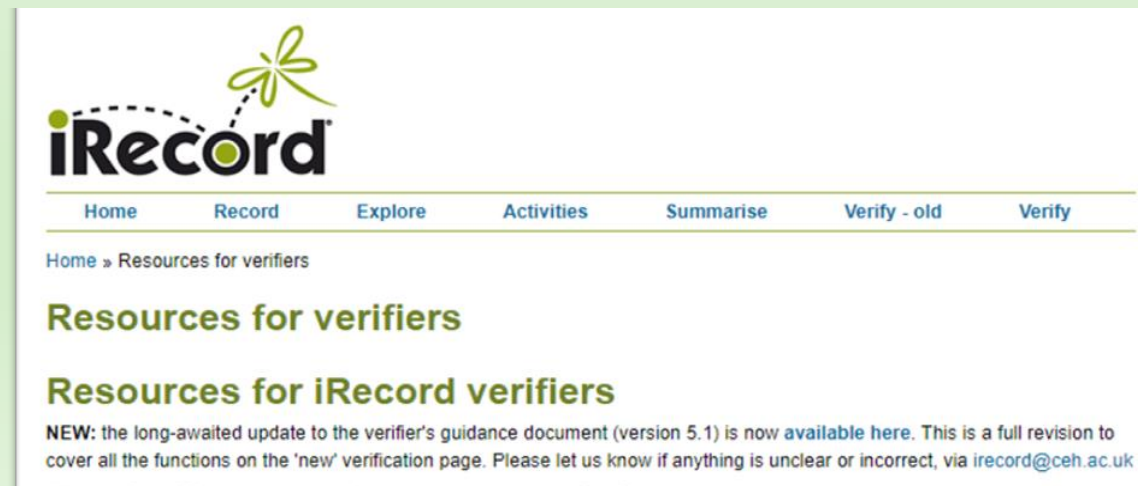 iRecord
Home Record Explore Activities Summarise Verify - old Verify
Home » Resources for verifiers
Resources for verifiers
Resources for iRecord verifiers
NEW: the long-awaited update to the verifier's guidance document (version 5.1) is now available here. This is a full revision to
cover all the functions on the 'new' verification page. Please let us know if anything is unclear or incorrect, via irecord@ceh.ac.uk